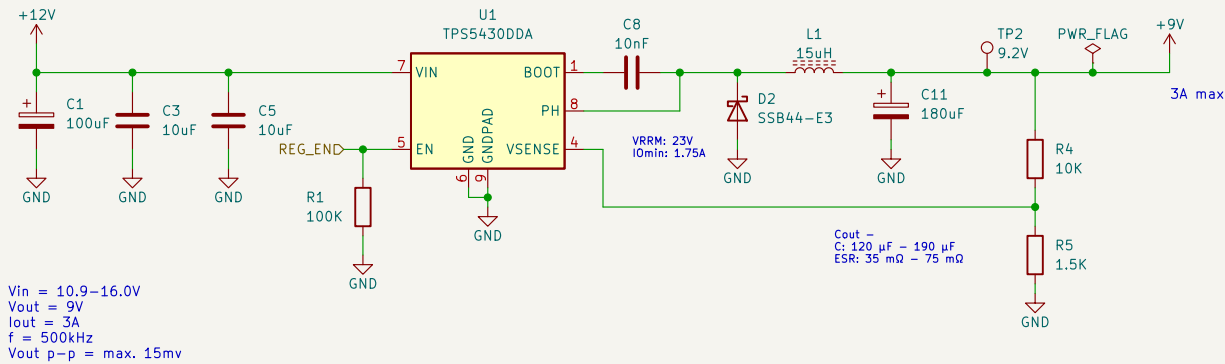 +12V
C1
100uF
GND
C3
10uF
GND
C5
10uF
GND
REG_EN
R1
100K
GND
U1
TPS5430DDA
7
VIN
BOOT
1
PH
8
5
EN
GND
GNDPAD
VSENSE
4
6
9
GND
C8
10nF
D2
SSB44-E3
VRRM: 23V
IOmin: 1.75A
GND
L1
15uH
C11
180uF
GND
TP2
9.2V
PWR_FLAG
+9V
3A max
R4
10K
R5
1.5K
GND
Cout -
C: 120 µF - 190 µF
ESR: 35 mΩ - 75 mΩ
Vin = 10.9-16.0V
Vout = 9V
Iout = 3A
f = 500kHz
Vout p-p = max. 15mv